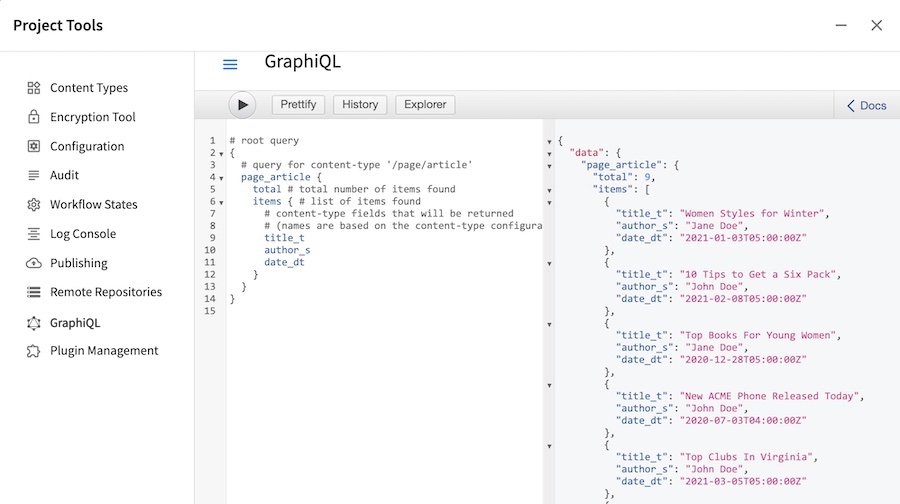 Project Tools
Content Types
Encryption Tool
Configuration
Audit
Workflow States
Log Console
Publishing
Remote Repositories
GraphiQL
Plugin Management
GraphiQL
Prettify
History
Explorer
Docs
1 # root query
2 {
3 # query for content-type '/page/article'
4 page_article {
5 total # total number of items found
6 items { # list of items found
7 # content-type fields that will be returned
8 # (names are based on the content-type configura
9 title_t
10 author_s
11 date_dt
12 }
13 }
14 }
15
{
"data": {
"page_article": {
"total": 9,
"items": [
{
"title_t": "Women Styles for Winter",
"author_s": "Jane Doe",
"date_dt": "2021-01-03T05:00:00Z"
},
{
"title_t": "10 Tips to Get a Six Pack",
"author_s": "John Doe",
"date_dt": "2021-02-08T05:00:00Z"
},
{
"title_t": "Top Books For Young Women",
"author_s": "Jane Doe",
"date_dt": "2020-12-28T05:00:00Z"
},
{
"title_t": "New ACME Phone Released Today",
"author_s": "John Doe",
"date_dt": "2020-07-03T04:00:00Z"
},
{
"title_t": "Top Clubs In Virginia",
"author_s": "John Doe",
"date_dt": "2021-03-05T05:00:00Z"
},